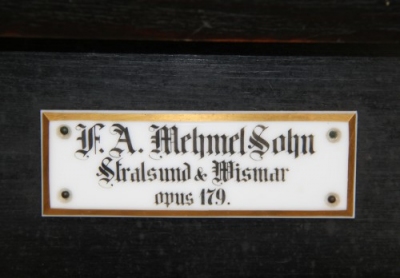 F. A. Mehmel Sohn
Stralsund & Wismar
opus 179.